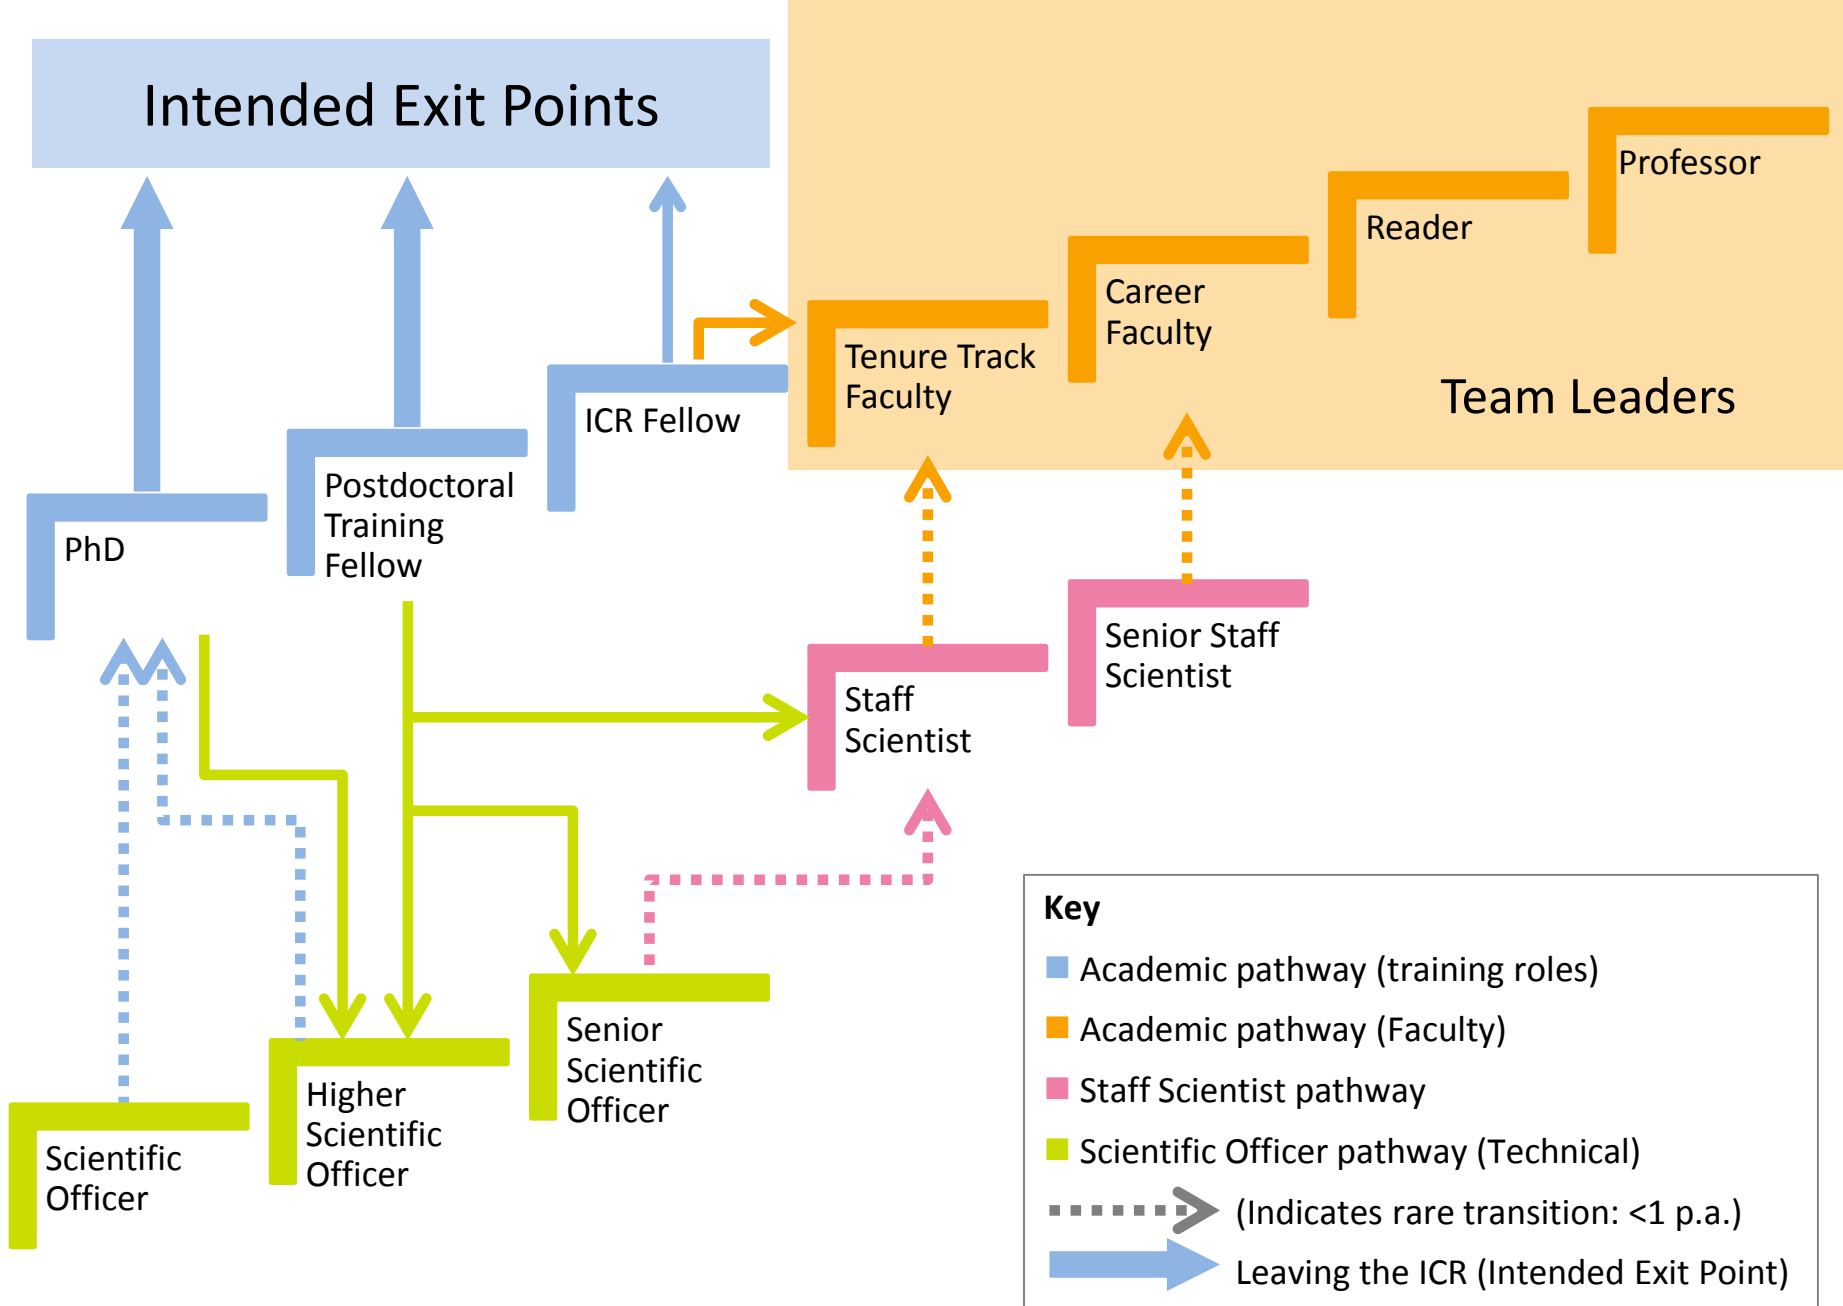 Intended Exit Points
Professor
Reader
Career
Faculty
Tenure Track
Faculty
Team Leaders
ICR Fellow
Postdoctoral
Training
Fellow
PhD
Senior Staff
Scientist
Staff
Scientist
Senior
Scientific
Officer
Higher
Scientific
Officer
Scientific
Officer
Key
Academic pathway (training roles)
Academic pathway (Faculty)
Staff Scientist pathway
Scientific Officer pathway (Technical)
(Indicates rare transition: <1 p.a.)
Leaving the ICR (Intended Exit Point)